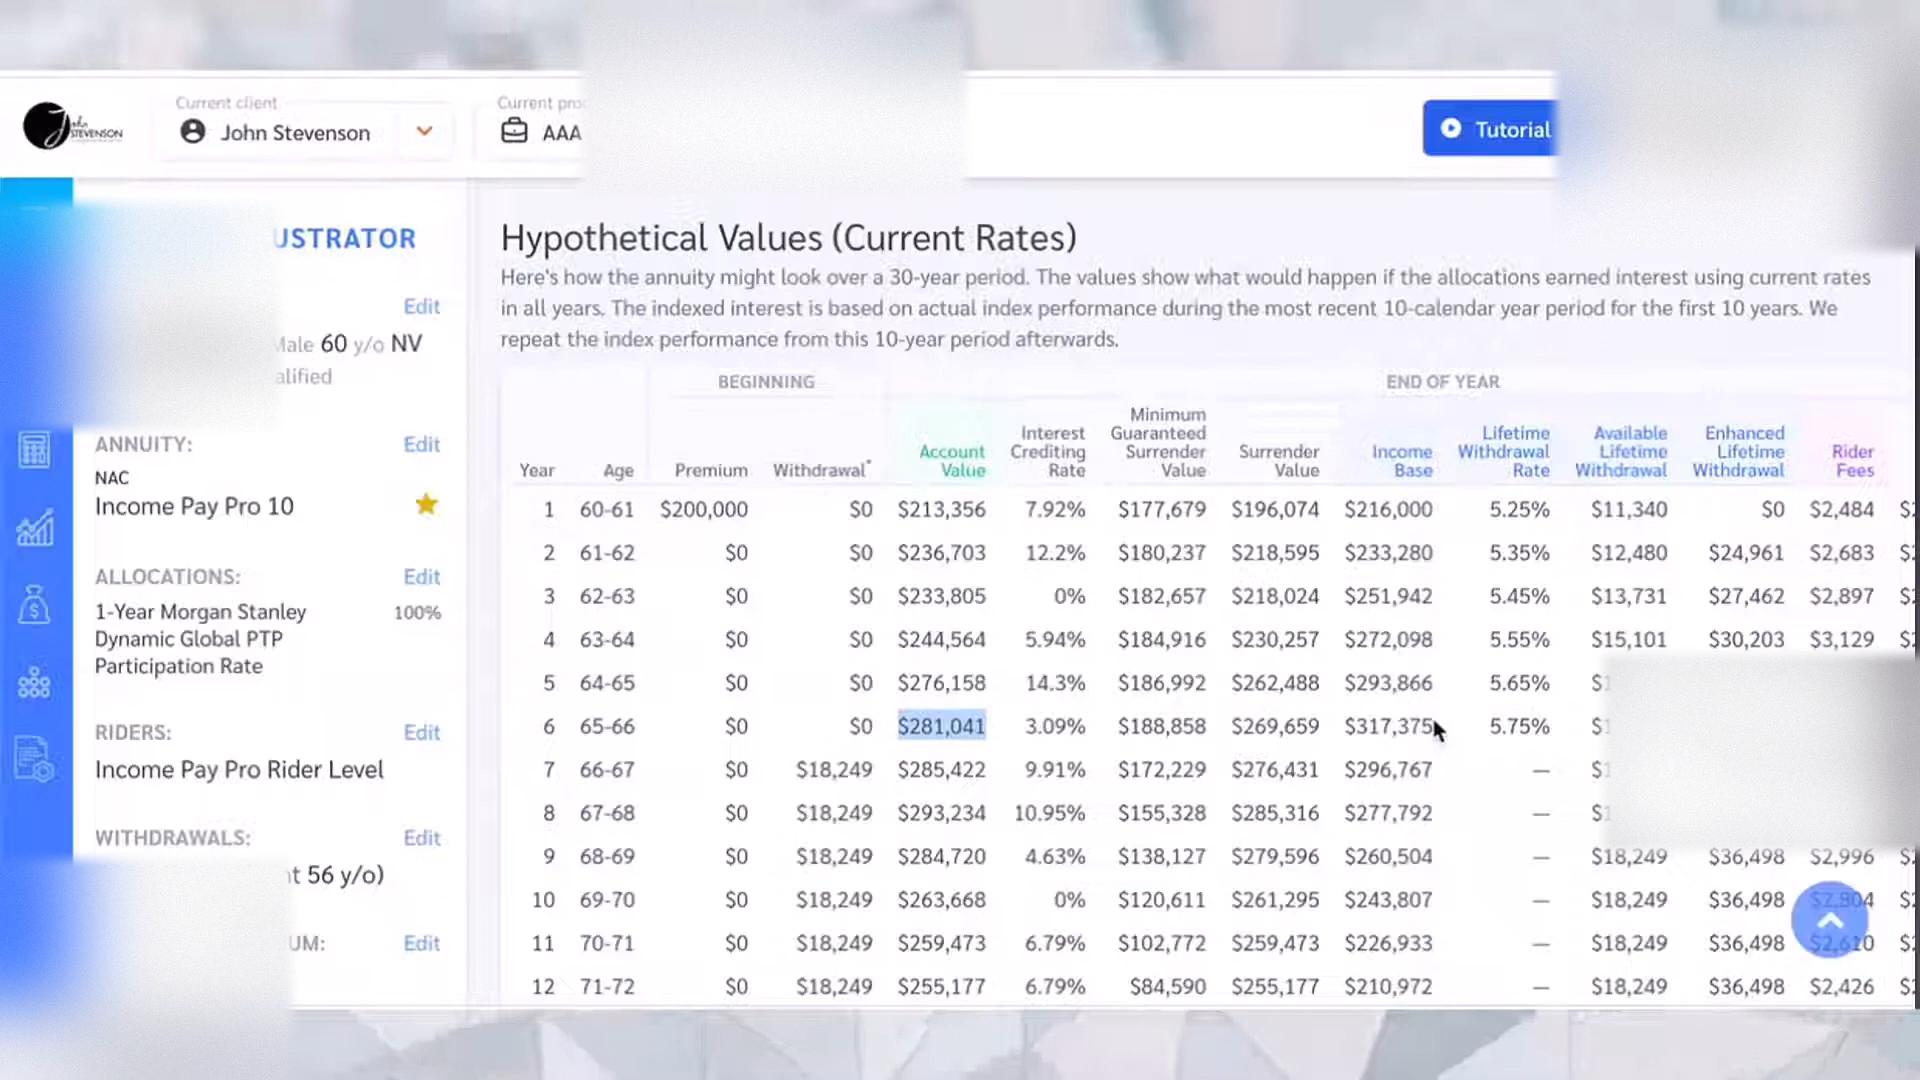 John
STEVENSON
Current client
John Stevenson
Current pro
AAA
Tutorial
USTRATOR
Edit
Male 60 y/o NV
alified
ANNUITY:
Edit
NAC
Income Pay Pro 10
ALLOCATIONS:
Edit
1-Year Morgan Stanley
100%
Dynamic Global PTP
Participation Rate
RIDERS:
Edit
Income Pay Pro Rider Level
WITHDRAWALS:
Edit
t 56 y/o)
UM:
Edit
Hypothetical Values (Current Rates)
Here's how the annuity might look over a 30-year period. The values show what would happen if the allocations earned interest using current rates
in all years. The indexed interest is based on actual index performance during the most recent 10-calendar year period for the first 10 years. We
repeat the index performance from this 10-year period afterwards.
BEGINNING
END OF YEAR
Year
Age
Premium
Withdrawal*
Account
Value
Interest
Crediting
Rate
Minimum
Guaranteed
Surrender
Value
Surrender
Value
Income
Base
Lifetime
Withdrawal
Rate
Available
Lifetime
Withdrawal
Enhanced
Lifetime
Withdrawal
Rider
Fees
1 60-61 $200,000 $0 $213,356 7.92% $177,679 $196,074 $216,000 5.25% $11,340 $0 $2,484
2 61-62 $0 $0 $236,703 12.2% $180,237 $218,595 $233,280 5.35% $12,480 $24,961 $2,683
3 62-63 $0 $0 $233,805 0% $182,657 $218,024 $251,942 5.45% $13,731 $27,462 $2,897
4 63-64 $0 $0 $244,564 5.94% $184,916 $230,257 $272,098 5.55% $15,101 $30,203 $3,129
5 64-65 $0 $0 $276,158 14.3% $186,992 $262,488 $293,866 5.65% $1
6 65-66 $0 $0 $281,041 3.09% $188,858 $269,659 $317,375 5.75% $1
7 66-67 $0 $18,249 $285,422 9.91% $172,229 $276,431 $296,767 — $1
8 67-68 $0 $18,249 $293,234 10.95% $155,328 $285,316 $277,792 — $1
9 68-69 $0 $18,249 $284,720 4.63% $138,127 $279,596 $260,504 — $18,249 $36,498 $2,996
10 69-70 $0 $18,249 $263,668 0% $120,611 $261,295 $243,807 — $18,249 $36,498 $2,804
11 70-71 $0 $18,249 $259,473 6.79% $102,772 $259,473 $226,933 — $18,249 $36,498 $2,610
12 71-72 $0 $18,249 $255,177 6.79% $84,590 $255,177 $210,972 — $18,249 $36,498 $2,426